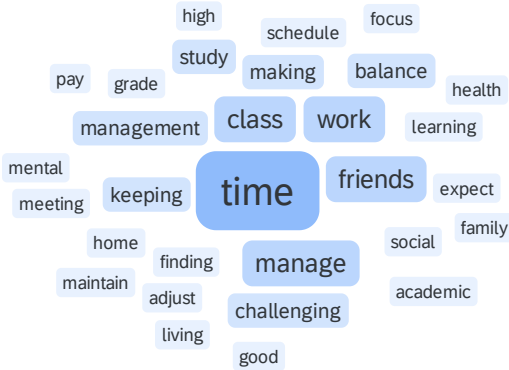 high
focus
schedule
study
making
balance
pay
grade
health
class
work
management
learning
mental
time
friends
keeping
expect
meeting
family
home
social
finding
manage
maintain
academic
adjust
challenging
living
good